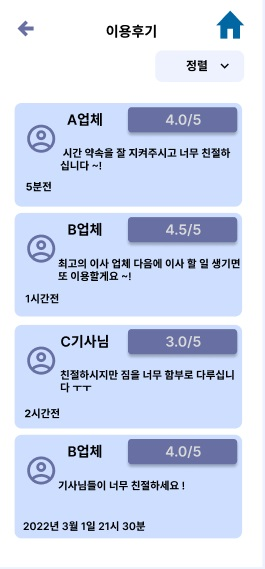 이용후기
정렬
A업체
4.0/5
시간 약속을 잘 지켜주시고 너무 친절하
십니다 ~!
5분전
B업체
4.5/5
최고의 이사 업체 다음에 이사 할 일 생기면
또 이용할게요 ~!
1시간전
C기사님
3.0/5
친절하시지만 짐을 너무 함부로 다루십니
다 ㅜㅜ
2시간전
B업체
4.0/5
기사님들이 너무 친절하세요 !
2022년 3월 1일 21시 30분